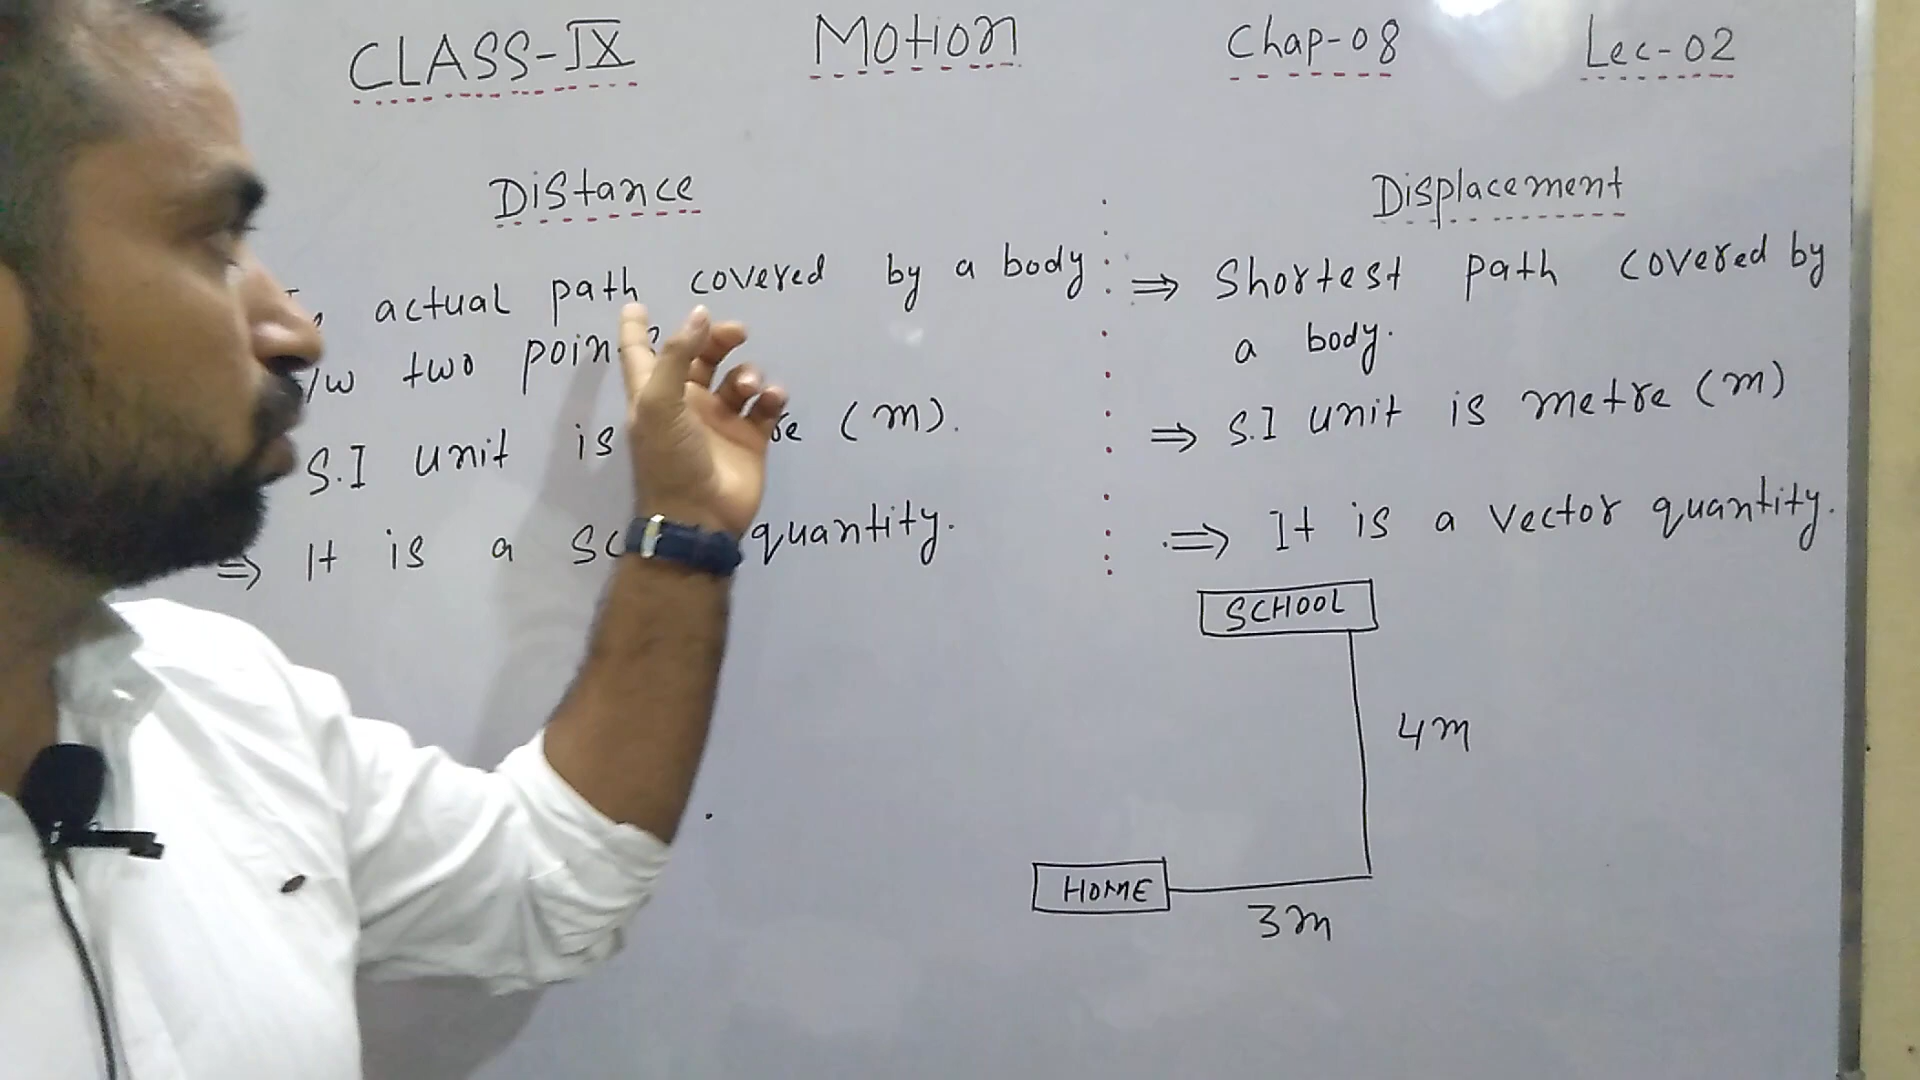 CLASS-IX Motion Chap-08 Lec-02
Distance
actual path covered by a body
b/w two
S.I unit is (m).
⇒ It is a quantity.
Displacement
⇒ Shortest path covered by
a body.
⇒ S.I unit is metre (m)
⇒ It is a vector quantity.
SCHOOL
4m
HOME
3m